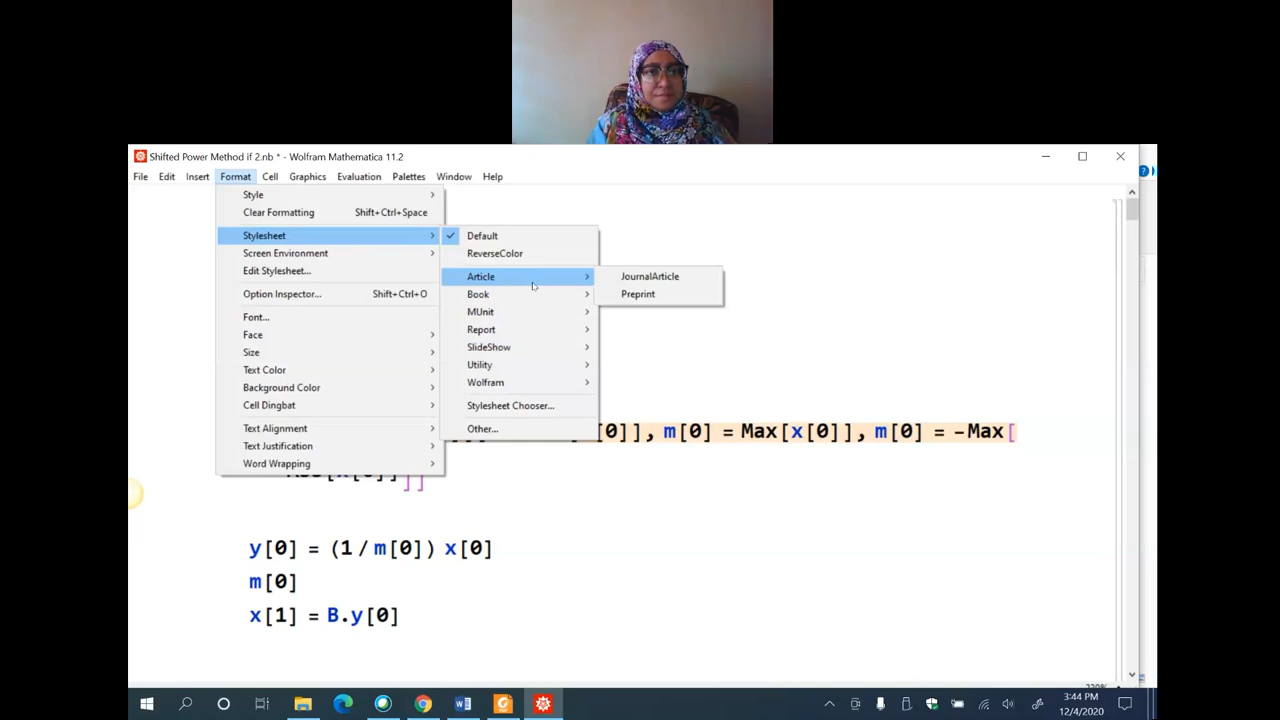 Shifted Power Method if 2.nb * - Wolfram Mathematica 11.2
File Edit Insert Format Cell Graphics Evaluation Palettes Window Help
Style
Clear Formatting Shift+Ctrl+Space
Stylesheet
Screen Environment
Edit Stylesheet...
Option Inspector... Shift+Ctrl+O
Font...
Face
Size
Text Color
Background Color
Cell Dingbat
Text Alignment
Text Justification
Word Wrapping
Default
ReverseColor
Article
Book
MUnit
Report
SlideShow
Utility
Wolfram
Stylesheet Chooser...
Other...
JournalArticle
Preprint
[0]], m[0] = Max[x[0]], m[0] = -Max[
]]
y[0] = (1/m[0]) x[0]
m[0]
x[1] = B.y[0]
3:44 PM
12/4/2020